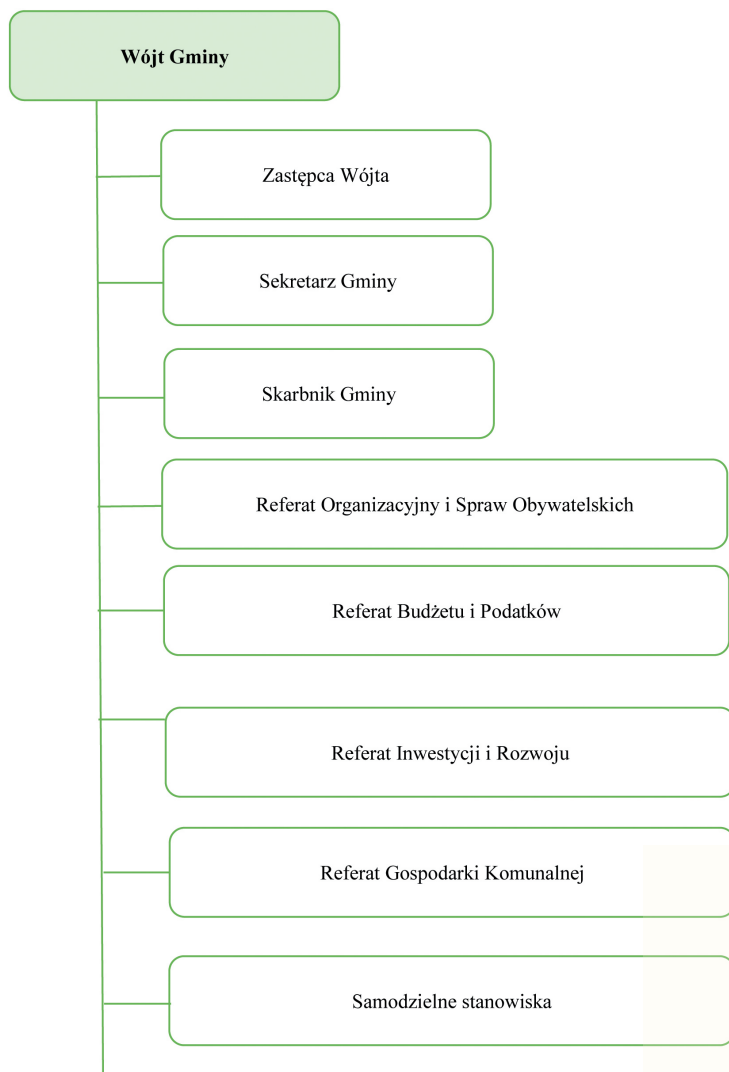 Wójt Gminy
Zastępca Wójta
Sekretarz Gminy
Skarbnik Gminy
Referat Organizacyjny i Spraw Obywatelskich
Referat Budżetu i Podatków
Referat Inwestycji i Rozwoju
Referat Gospodarki Komunalnej
Samodzielne stanowiska